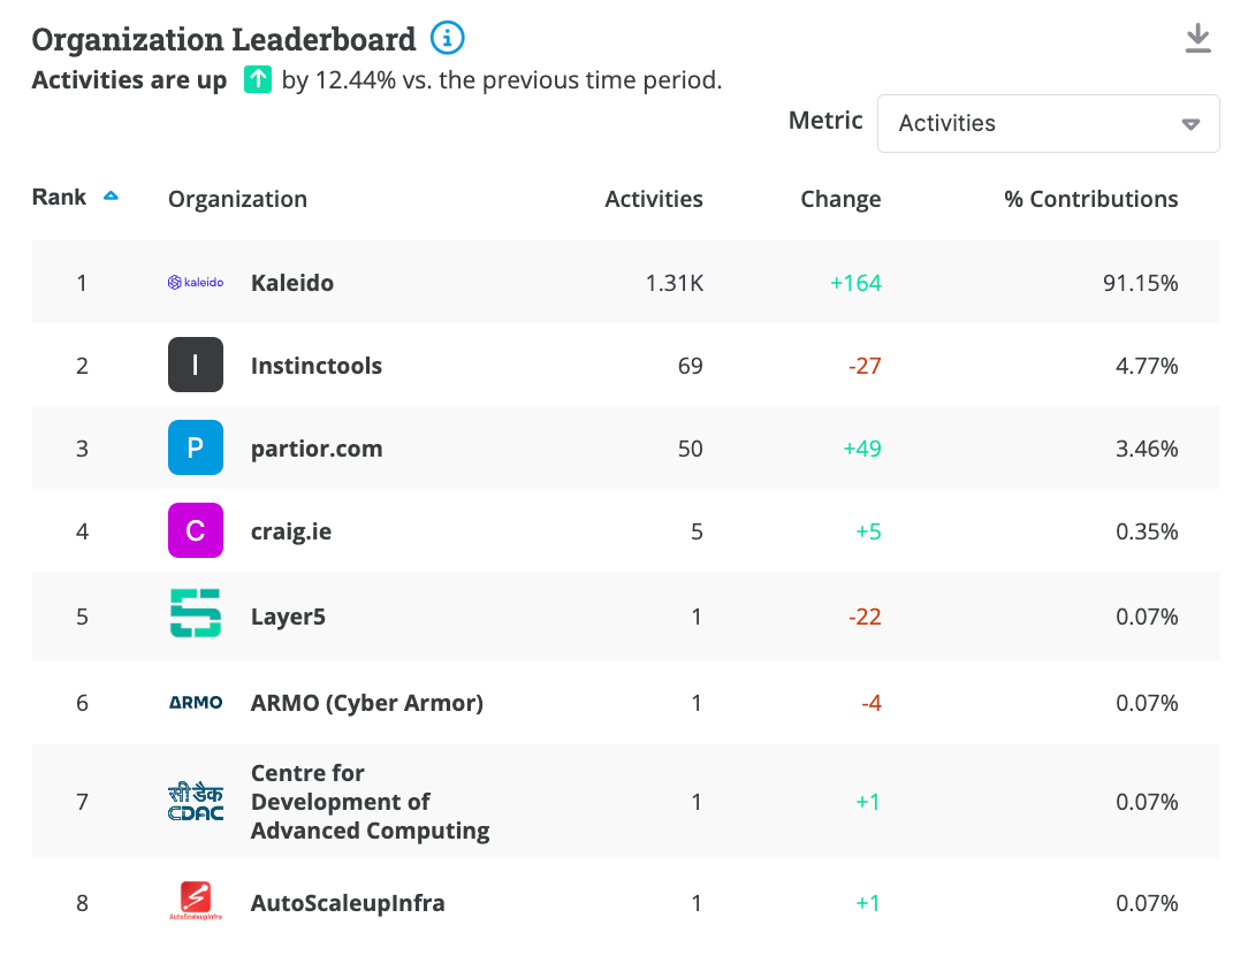 Organization Leaderboard
Activities are up by 12.44% vs. the previous time period.
Metric Activities
Rank Organization Activities Change % Contributions
1 kaleido Kaleido 1.31K +164 91.15%
2 I Instinctools 69 -27 4.77%
3 P partior.com 50 +49 3.46%
4 C craig.ie 5 +5 0.35%
5 Layer5 1 -22 0.07%
6 ARMO ARMO (Cyber Armor) 1 -4 0.07%
7 सी डैक CDAC Centre for
Development of
Advanced Computing 1 +1 0.07%
8 AutoScaleupInfra AutoScaleupInfra 1 +1 0.07%